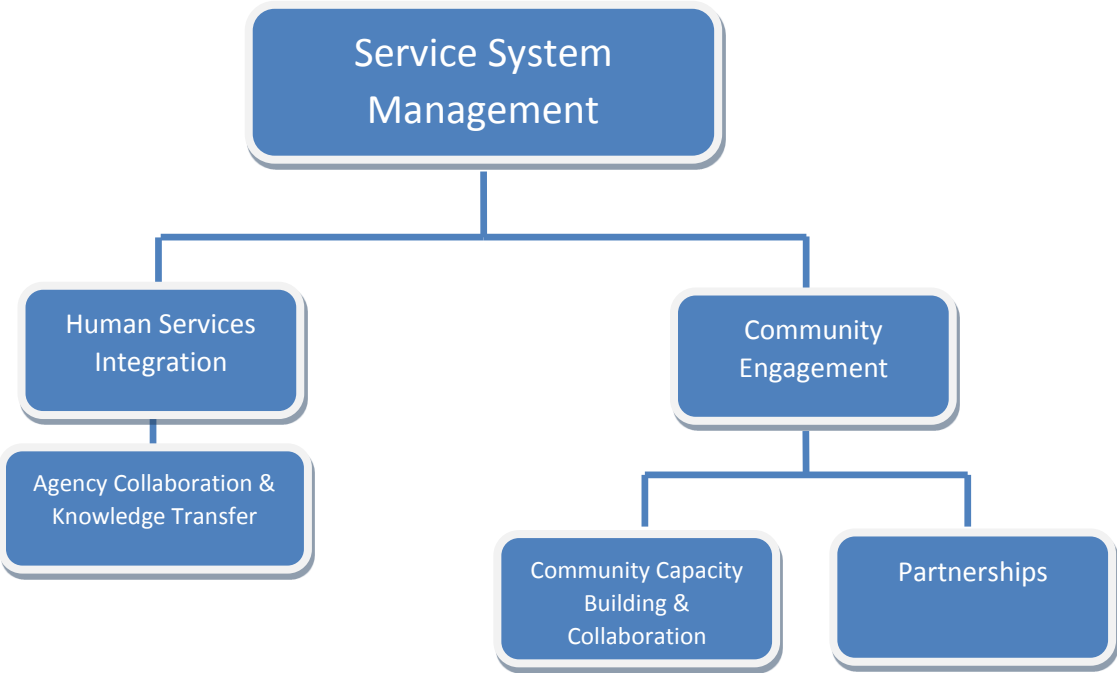 Service System
Management
Human Services
Integration
Community
Engagement
Agency Collaboration &
Knowledge Transfer
Community Capacity
Building &
Collaboration
Partnerships